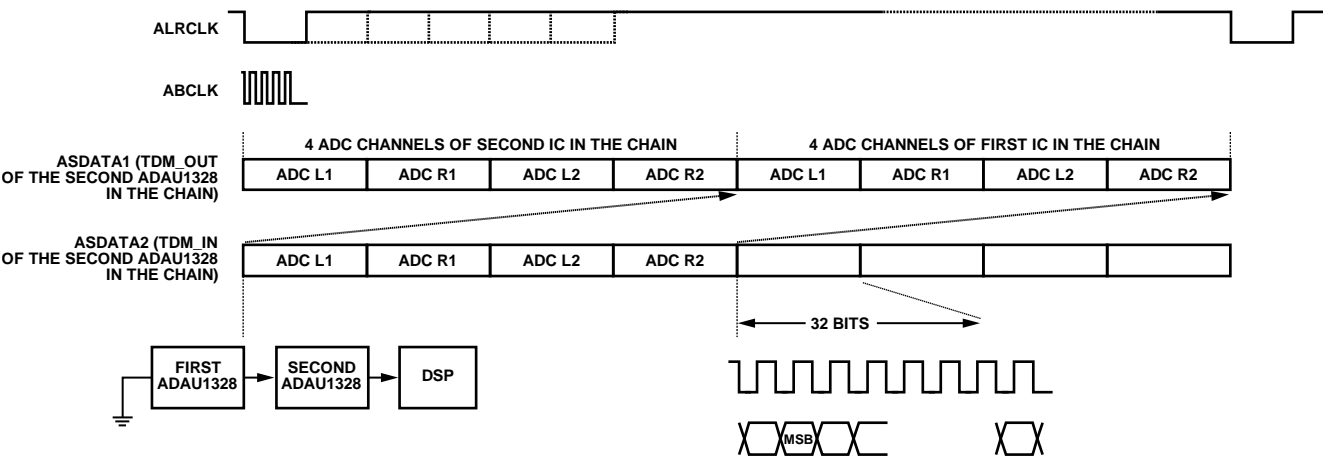 ALRCLK
ABCLK
4 ADC CHANNELS OF SECOND IC IN THE CHAIN
4 ADC CHANNELS OF FIRST IC IN THE CHAIN
ASDATA1 (TDM_OUT
OF THE SECOND ADAU1328
IN THE CHAIN)
ADC L1
ADC R1
ADC L2
ADC R2
ADC L1
ADC R1
ADC L2
ADC R2
ASDATA2 (TDM_IN
OF THE SECOND ADAU1328
IN THE CHAIN)
ADC L1
ADC R1
ADC L2
ADC R2
32 BITS
FIRST
ADAU1328
SECOND
ADAU1328
DSP
MSB